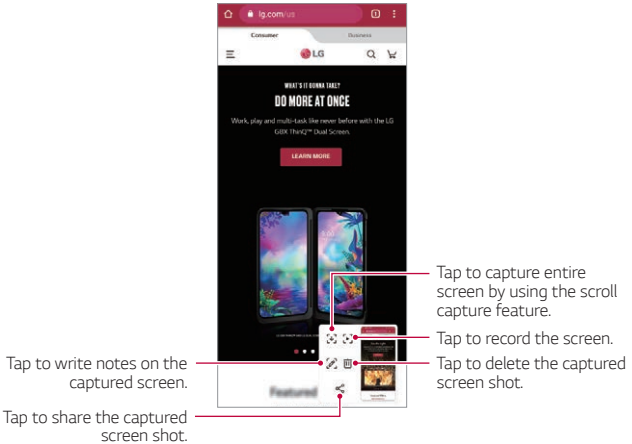 lg.com/us
1
Consumer
Business
LG
WHAT'S IT GONNA TAKE?
DO MORE AT ONCE
Work, play and multi-task like never before with the LG
G8X ThinQ™ Dual Screen.
LEARN MORE
Tap to capture entire
screen by using the scroll
capture feature.
Tap to record the screen.
Tap to write notes on the
captured screen.
Tap to delete the captured
screen shot.
Featured
Tap to share the captured
screen shot.